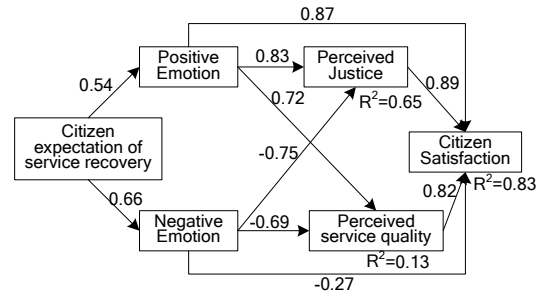 0.87
Positive
Emotion
0.83
Perceived
Justice
0.54
0.72
0.89
R²=0.65
Citizen
expectation of
service recovery
Citizen
Satisfaction
-0.75
R²=0.83
0.66
0.82
Negative
Emotion
-0.69
Perceived
service quality
R²=0.13
-0.27